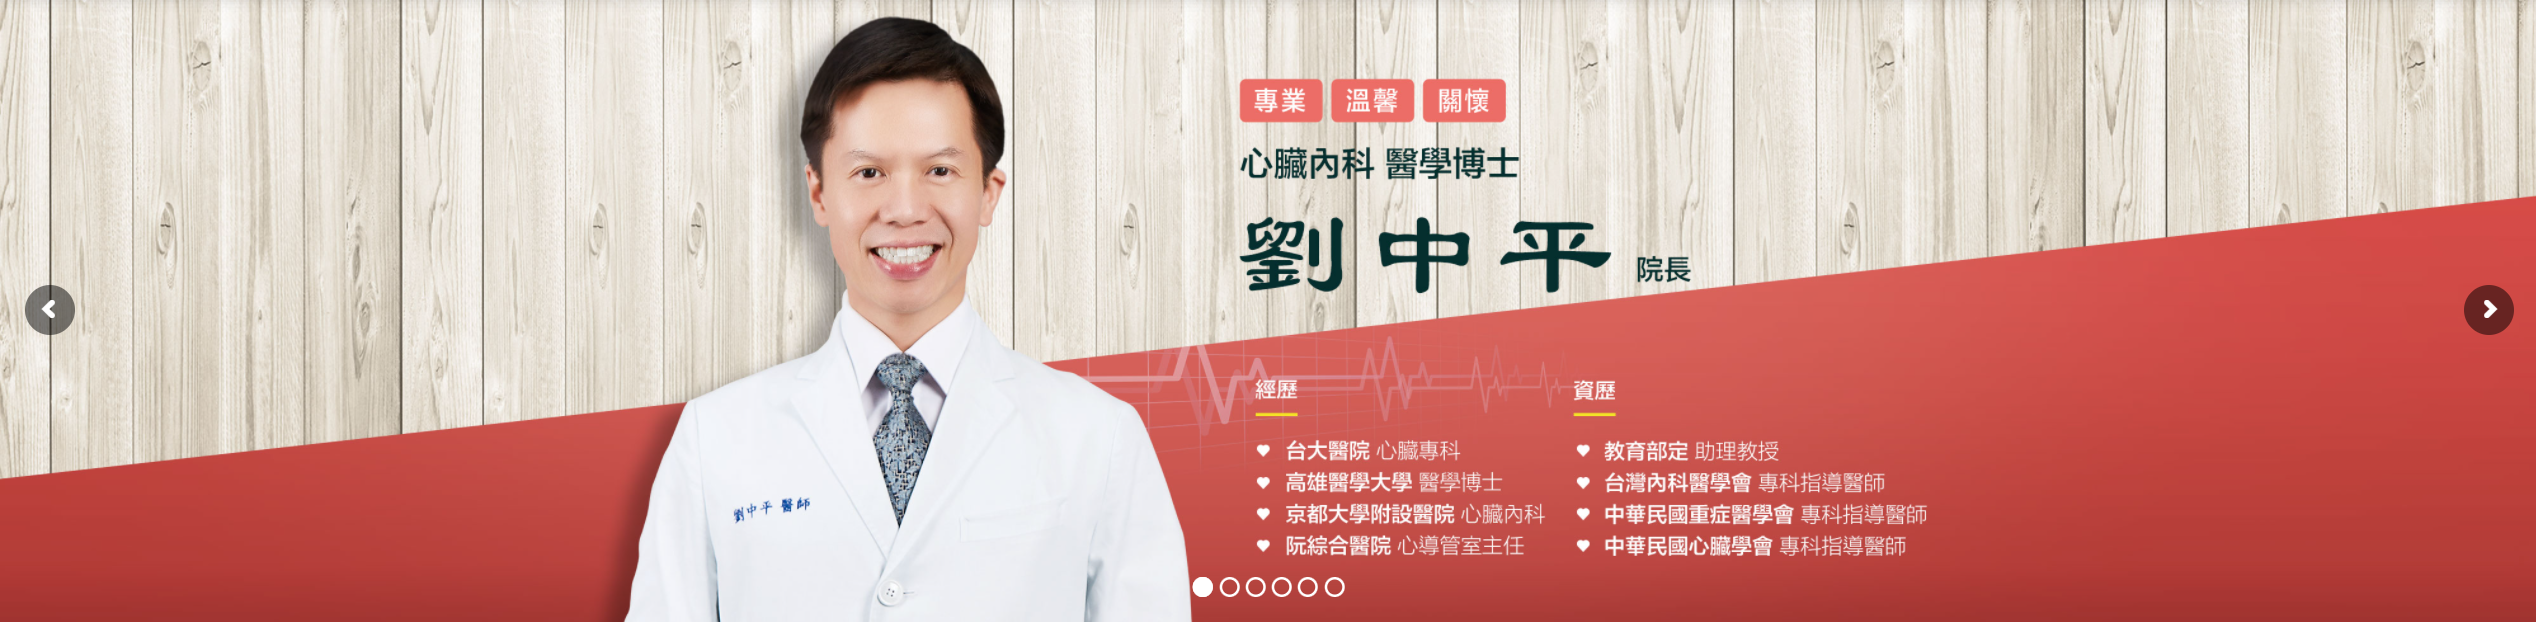 專業 溫馨 關懷
心臟內科 醫學博士
劉中平 院長
經歷
台大醫院 心臟專科
高雄醫學大學 醫學博士
京都大學附設醫院 心臟內科
阮綜合醫院 心導管室主任
資歷
教育部定 助理教授
台灣內科醫學會 專科指導醫師
中華民國重症醫學會 專科指導醫師
中華民國心臟學會 專科指導醫師
劉中平 醫師